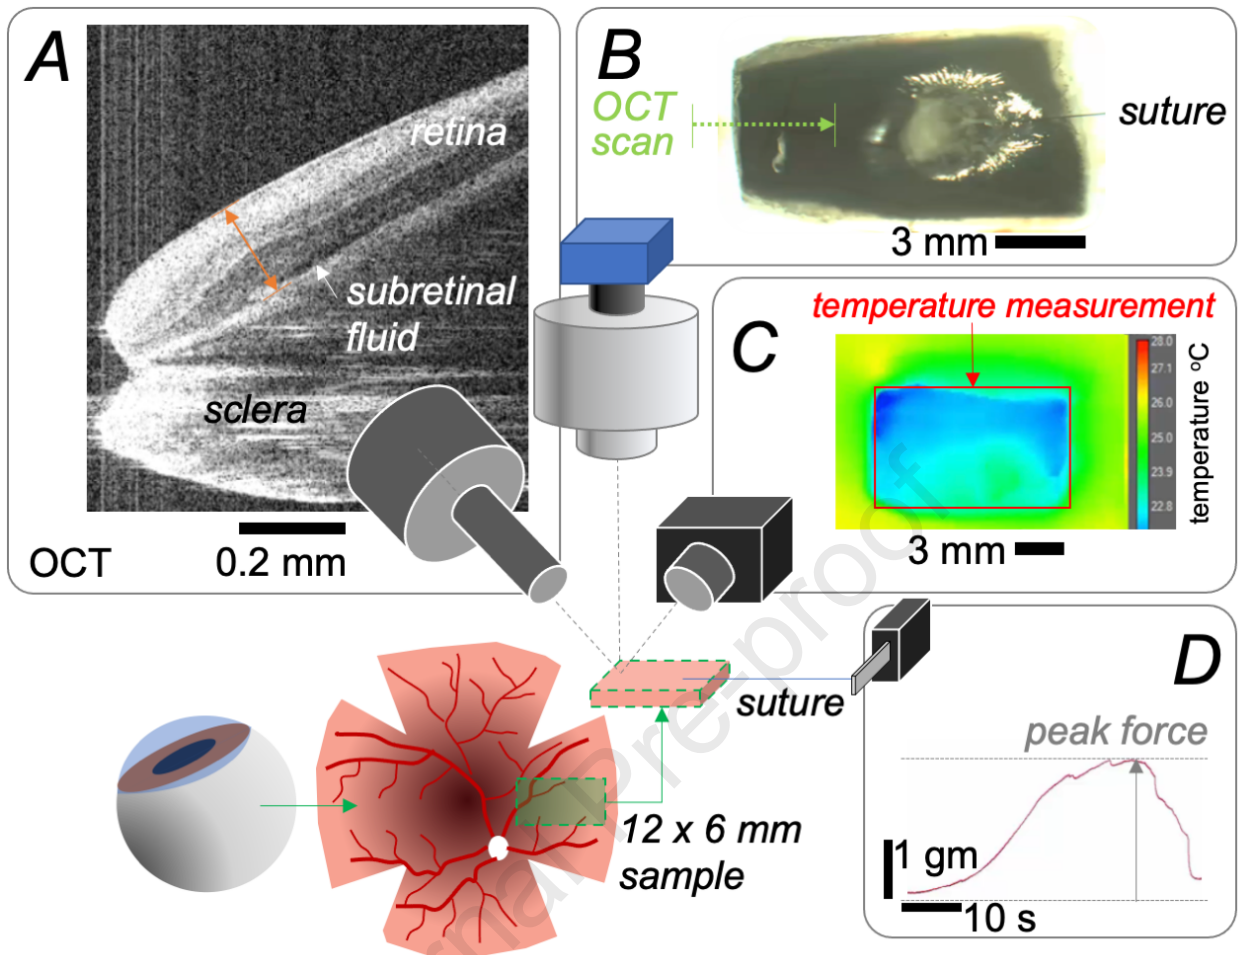 A
retina
subretinal
fluid
sclera
OCT
0.2 mm
B
OCT
scan
suture
3 mm
C
temperature measurement
28.0
27.1
26.0
25.0
23.9
22.8
temperature ºC
3 mm
suture
12 x 6 mm
sample
D
peak force
1 gm
10 s